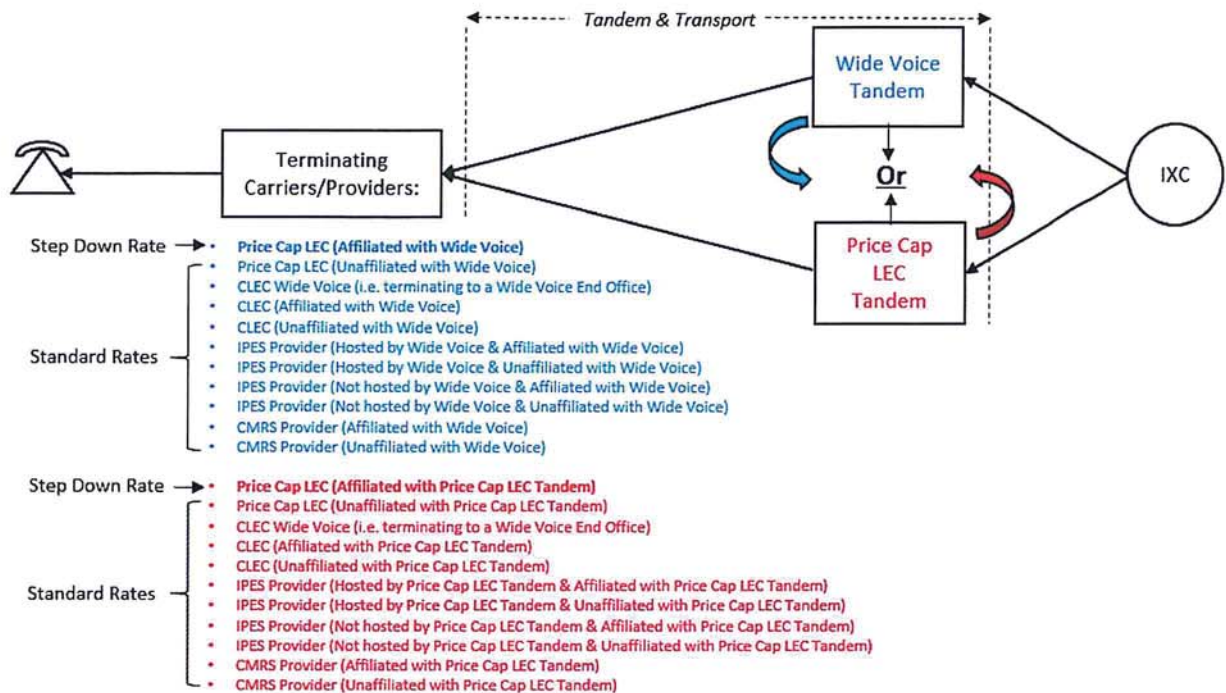 Tandem & Transport
Wide Voice
Tandem
Or
Price Cap
LEC
Tandem
IXC
Terminating
Carriers/Providers:
Step Down Rate
• Price Cap LEC (Affiliated with Wide Voice)
Standard Rates
• Price Cap LEC (Unaffiliated with Wide Voice)
• CLEC Wide Voice (i.e. terminating to a Wide Voice End Office)
• CLEC (Affiliated with Wide Voice)
• CLEC (Unaffiliated with Wide Voice)
• IPES Provider (Hosted by Wide Voice & Affiliated with Wide Voice)
• IPES Provider (Hosted by Wide Voice & Unaffiliated with Wide Voice)
• IPES Provider (Not hosted by Wide Voice & Affiliated with Wide Voice)
• IPES Provider (Not hosted by Wide Voice & Unaffiliated with Wide Voice)
• CMRS Provider (Affiliated with Wide Voice)
• CMRS Provider (Unaffiliated with Wide Voice)
Step Down Rate
• Price Cap LEC (Affiliated with Price Cap LEC Tandem)
Standard Rates
• Price Cap LEC (Unaffiliated with Price Cap LEC Tandem)
• CLEC Wide Voice (i.e. terminating to a Wide Voice End Office)
• CLEC (Affiliated with Price Cap LEC Tandem)
• CLEC (Unaffiliated with Price Cap LEC Tandem)
• IPES Provider (Hosted by Price Cap LEC Tandem & Affiliated with Price Cap LEC Tandem)
• IPES Provider (Hosted by Price Cap LEC Tandem & Unaffiliated with Price Cap LEC Tandem)
• IPES Provider (Not hosted by Price Cap LEC Tandem & Affiliated with Price Cap LEC Tandem)
• IPES Provider (Not hosted by Price Cap LEC Tandem & Unaffiliated with Price Cap LEC Tandem)
• CMRS Provider (Affiliated with Price Cap LEC Tandem)
• CMRS Provider (Unaffiliated with Price Cap LEC Tandem)